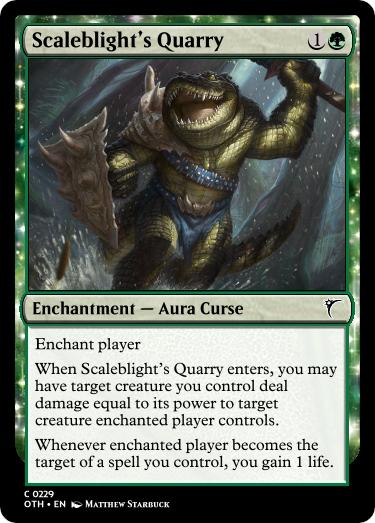 Scaleblight's Quarry 1
Enchantment — Aura Curse
Enchant player
When Scaleblight's Quarry enters, you may
have target creature you control deal
damage equal to its power to target
creature enchanted player controls.
Whenever enchanted player becomes the
target of a spell you control, you gain 1 life.
C 0229
OTH • EN Matthew Starbuck